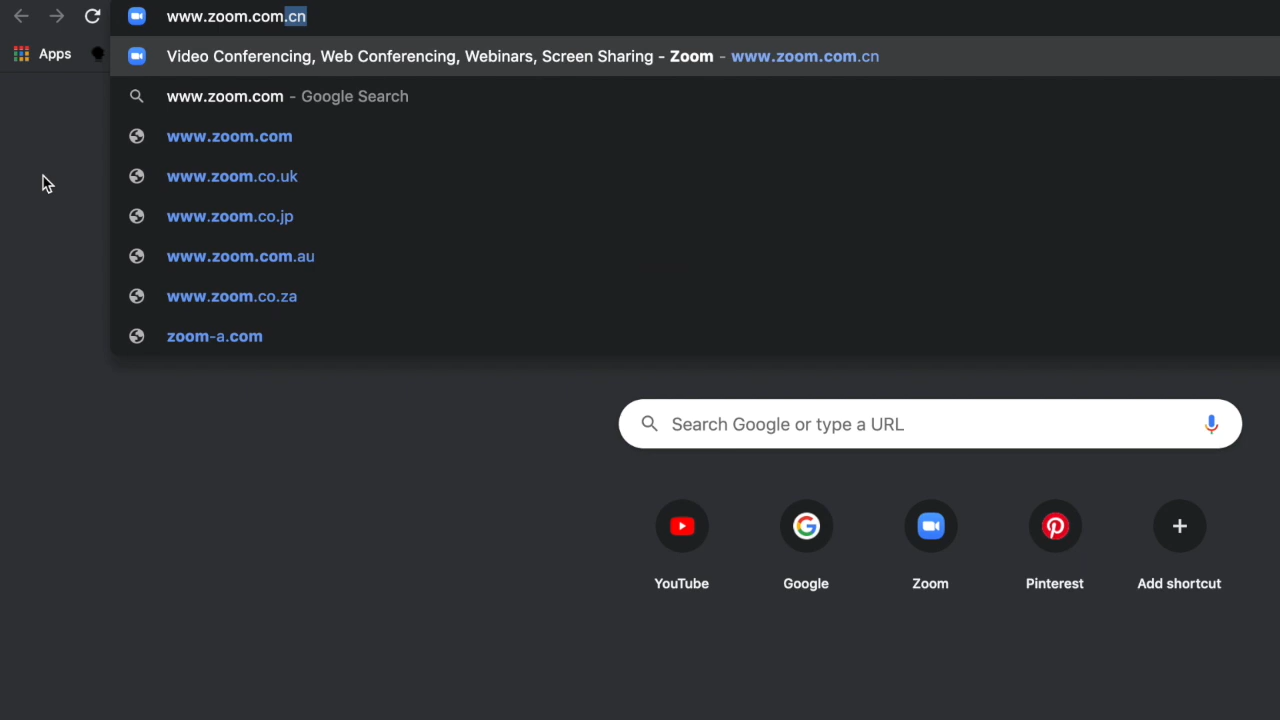 www.zoom.com.cn
Apps
Video Conferencing, Web Conferencing, Webinars, Screen Sharing - Zoom - www.zoom.com.cn
www.zoom.com - Google Search
www.zoom.com
www.zoom.co.uk
www.zoom.co.jp
www.zoom.com.au
www.zoom.co.za
zoom-a.com
Search Google or type a URL
YouTube Google Zoom Pinterest Add shortcut